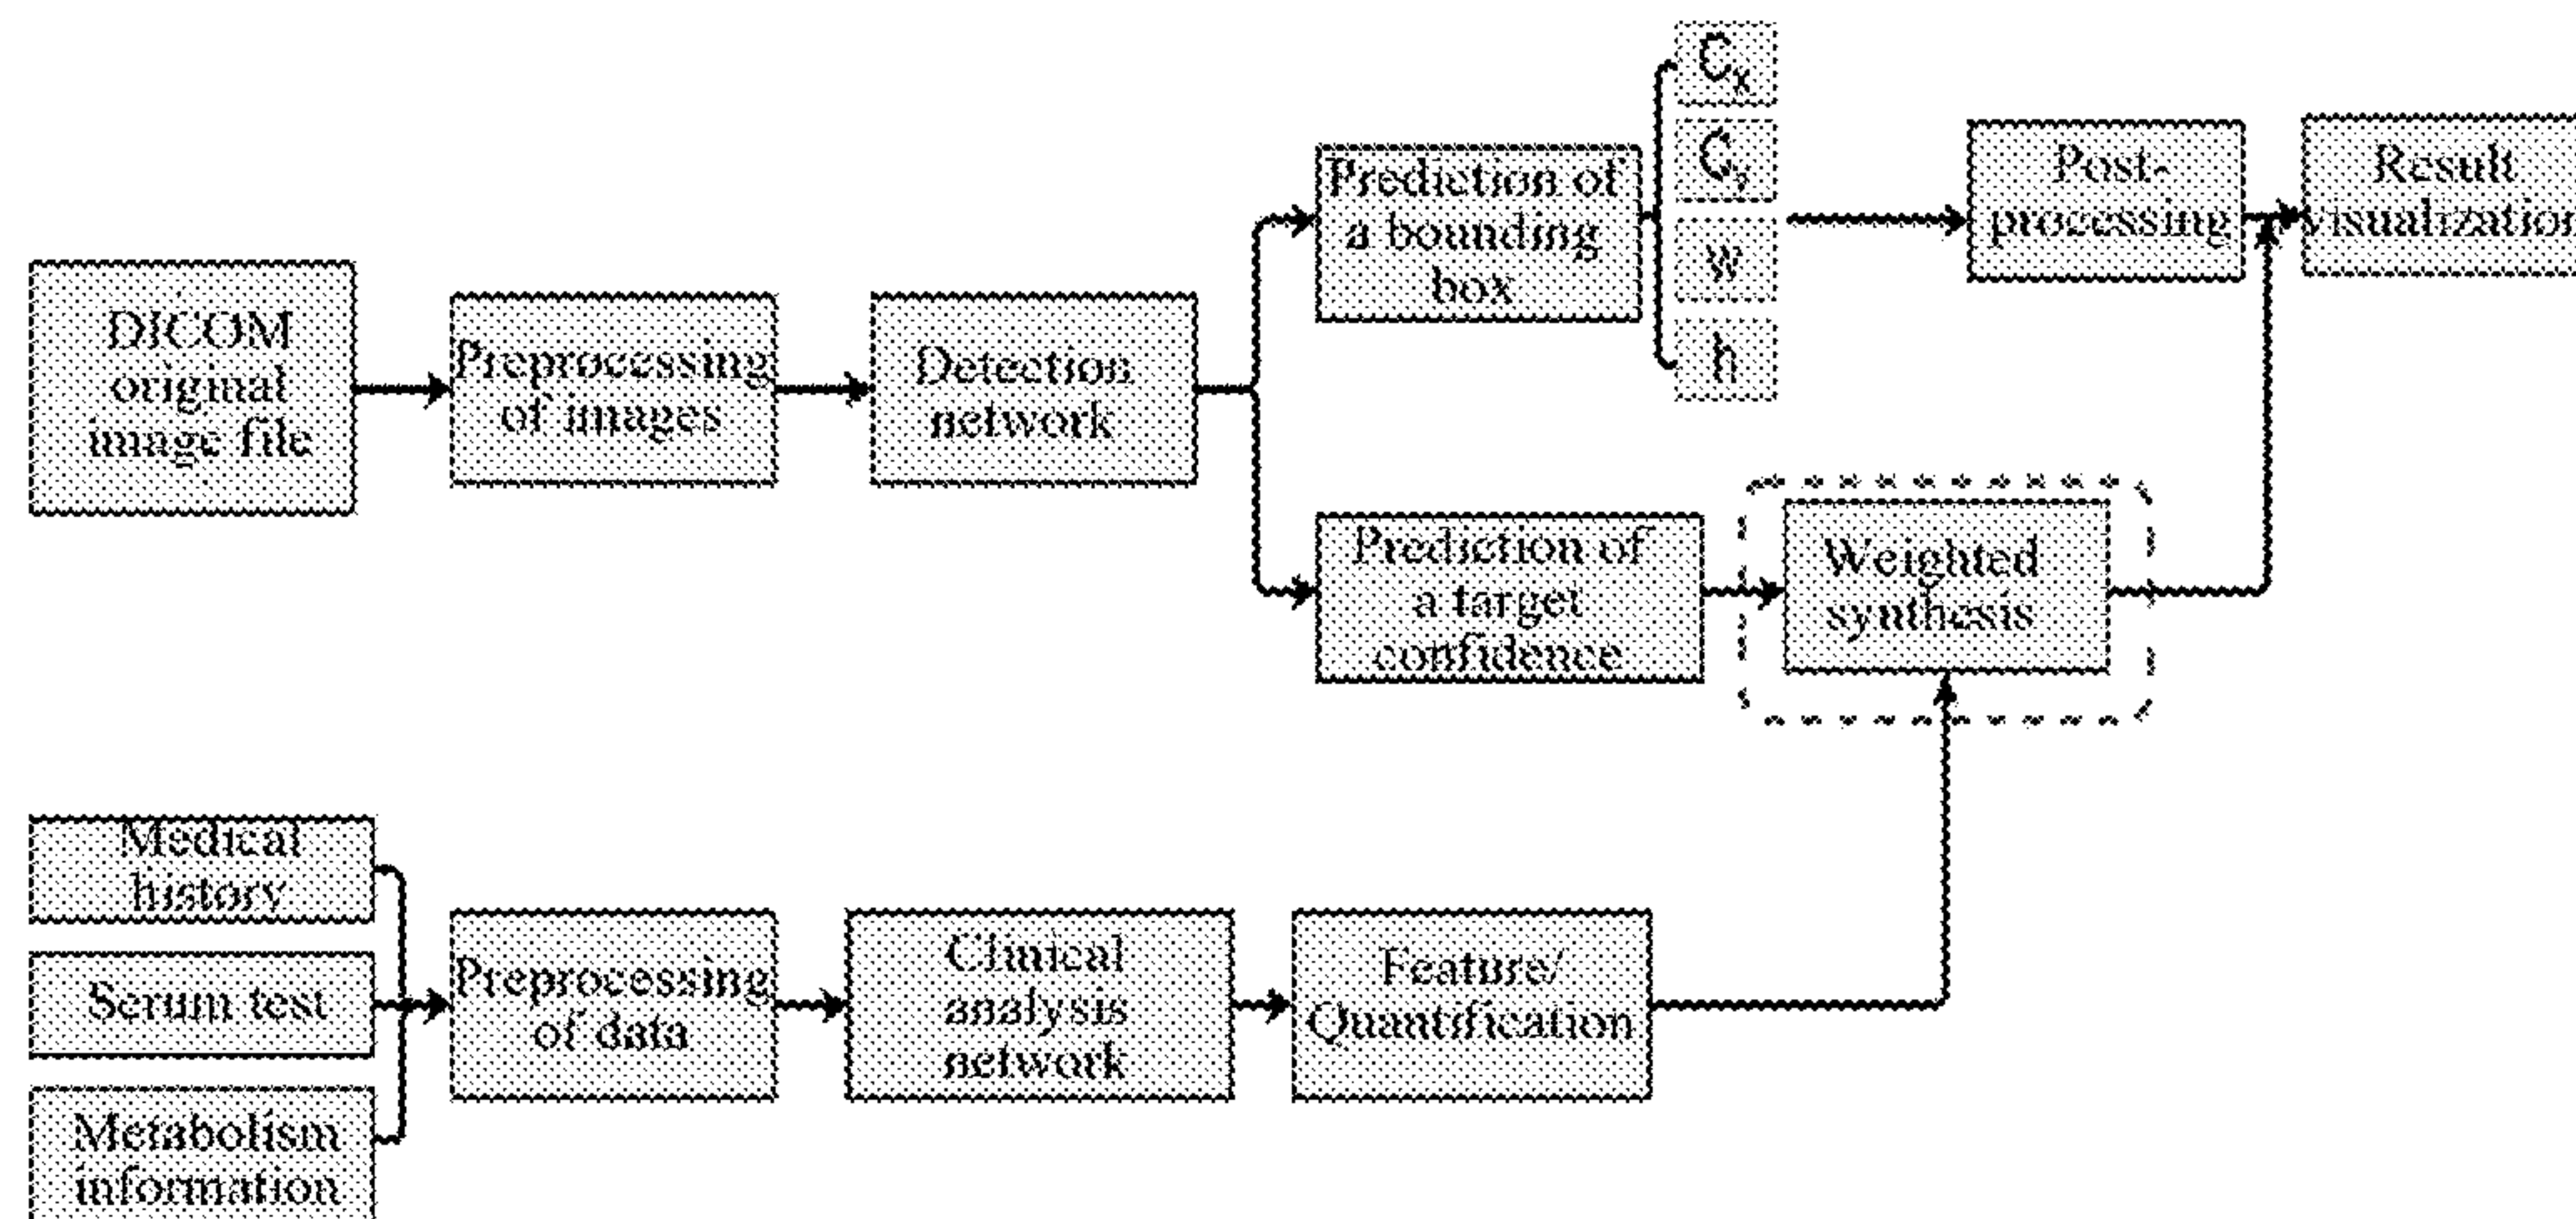 DICOM
original
image file
Preprocessing
of images
Detection
network
Prediction of
a bounding
box
Cx
Cy
w
h
Post-
processing
Result
visualization
Prediction of
a target
confidence
Weighted
synthesis
Medical
history
Serum test
Metabolism
information
Preprocessing
of data
Clinical
analysis
network
Feature/
Quantification